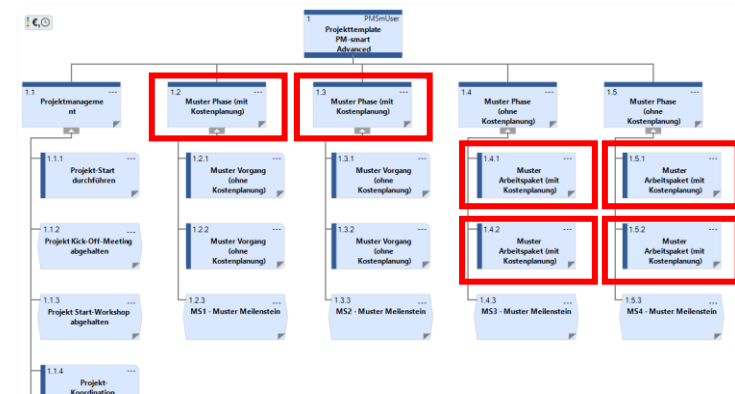 ! €,
1 PMSmUser
Projekttemplate
PM-smart
Advanced
1.1 ---
Projektmanageme
nt
1.2 ---
Muster Phase (mit
Kostenplanung)
1.3 ---
Muster Phase (mit
Kostenplanung)
1.4 ---
Muster Phase
(ohne
Kostenplanung)
1.5 ---
Muster Phase
(ohne
Kostenplanung)
1.1.1 ---
Projekt-Start
durchführen
1.2.1 ---
Muster Vorgang
(ohne
Kostenplanung)
1.3.1 ---
Muster Vorgang
(ohne
Kostenplanung)
1.4.1 ---
Muster
Arbeitspaket (mit
Kostenplanung)
1.5.1 ---
Muster
Arbeitspaket (mit
Kostenplanung)
1.1.2 ---
Projekt Kick-Off-Meeting
abgehalten
1.2.2 ---
Muster Vorgang
(ohne
Kostenplanung)
1.3.2 ---
Muster Vorgang
(ohne
Kostenplanung)
1.4.2 ---
Muster
Arbeitspaket (mit
Kostenplanung)
1.5.2 ---
Muster
Arbeitspaket (mit
Kostenplanung)
1.1.3 ---
Projekt Start-Workshop
abgehalten
1.2.3 ---
MS1 - Muster Meilenstein
1.3.3 ---
MS2 - Muster Meilenstein
1.4.3 ---
MS3 - Muster Meilenstein
1.5.3 ---
MS4 - Muster Meilenstein
1.1.4 ---
Projekt-
Koordination